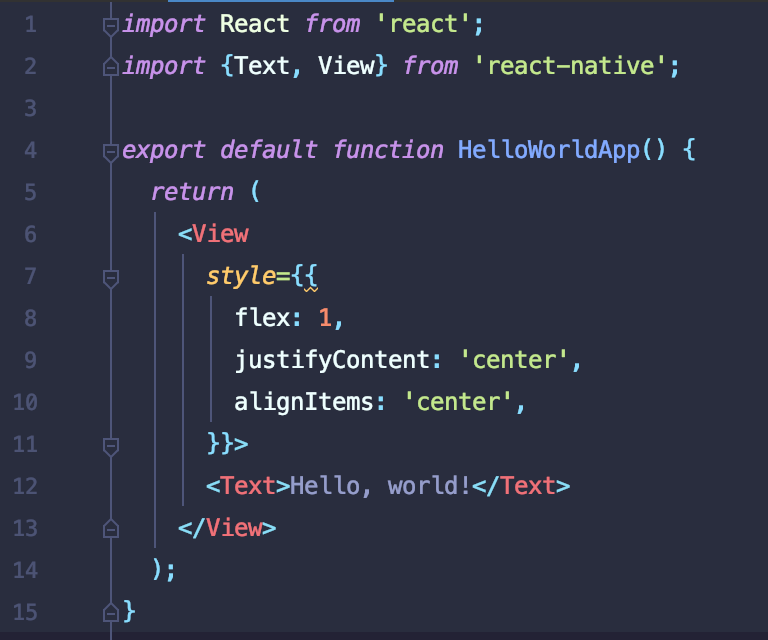 1 import React from 'react';
2 import {Text, View} from 'react-native';
3
4 export default function HelloWorldApp() {
5   return (
6     <View
7       style={{
8         flex: 1,
9         justifyContent: 'center',
10         alignItems: 'center',
11       }}>
12       <Text>Hello, world!</Text>
13     </View>
14   );
15 }